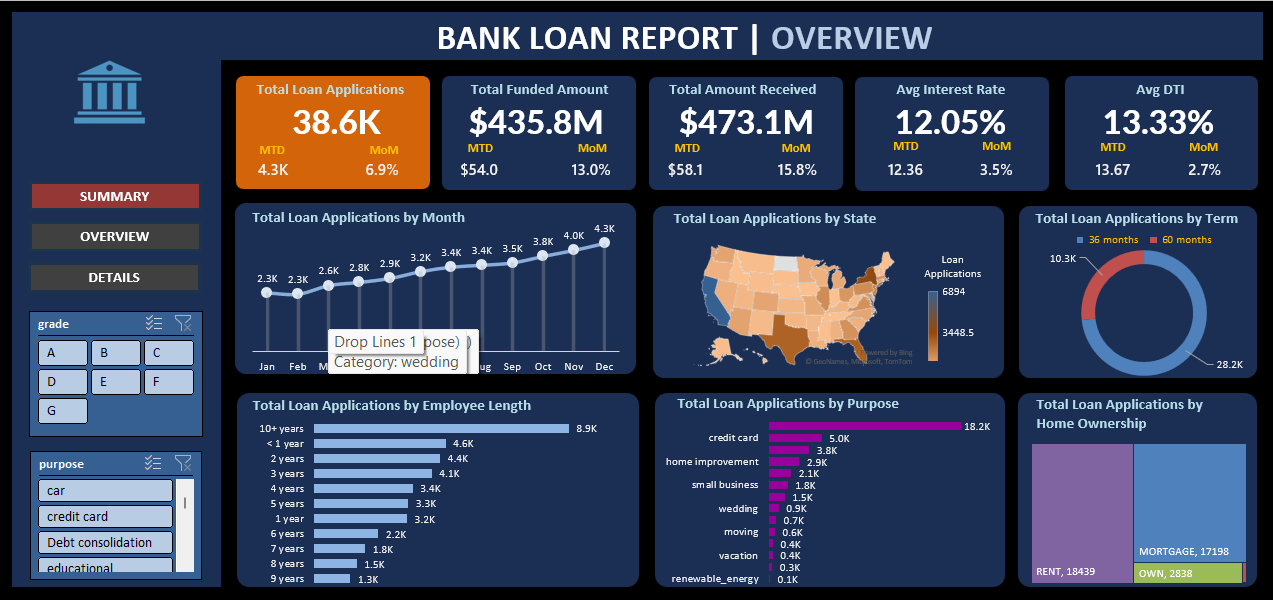 BANK LOAN REPORT | OVERVIEW
Total Loan Applications
38.6K
MTD MoM
4.3K 6.9%
Total Funded Amount
$435.8M
MTD MoM
$54.0 13.0%
Total Amount Received
$473.1M
MTD MoM
$58.1 15.8%
Avg Interest Rate
12.05%
MTD MoM
12.36 3.5%
Avg DTI
13.33%
MTD MoM
13.67 2.7%
SUMMARY
OVERVIEW
DETAILS
grade
A B C
D E F
G
purpose
car
credit card
Debt consolidation
educational
Total Loan Applications by Month
2.3K 2.3K 2.6K 2.8K 2.9K 3.2K 3.4K 3.4K 3.5K 3.8K 4.0K 4.3K
Drop Lines 1 pose) )
Category: wedding
Jan Feb M ug Sep Oct Nov Dec
Total Loan Applications by State
Loan
Applications
6894
3448.5
Powered by Bing
© GeoNames, Microsoft, TomTom
Total Loan Applications by Term
36 months 60 months
10.3K
28.2K
Total Loan Applications by Employee Length
10+ years 8.9K
< 1 year 4.6K
2 years 4.4K
3 years 4.1K
4 years 3.4K
5 years 3.3K
1 year 3.2K
6 years 2.2K
7 years 1.8K
8 years 1.5K
9 years 1.3K
Total Loan Applications by Purpose
18.2K
credit card 5.0K
3.8K
home improvement 2.9K
2.1K
small business 1.8K
1.5K
wedding 0.9K
0.7K
moving 0.6K
0.4K
vacation 0.4K
0.3K
renewable_energy 0.1K
Total Loan Applications by
Home Ownership
MORTGAGE, 17198
RENT, 18439
OWN, 2838